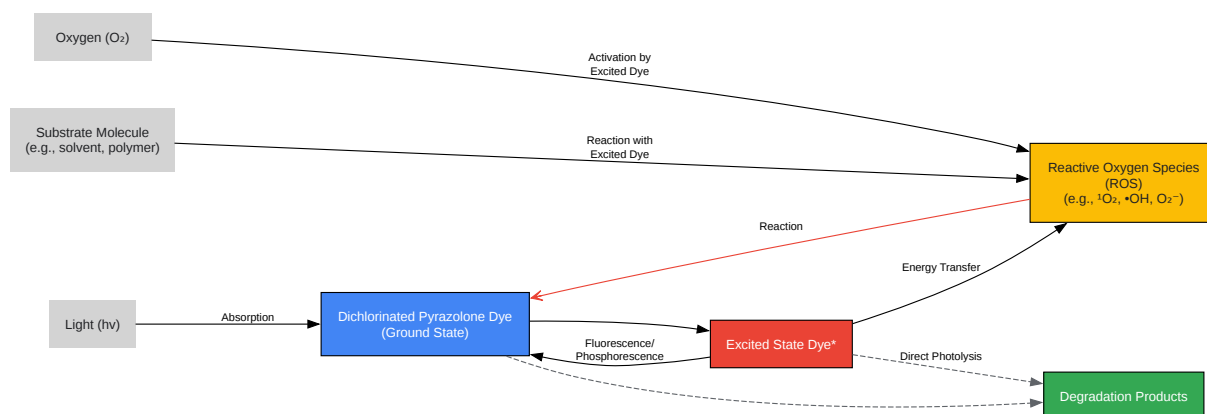 Oxygen (O₂)
Activation by
Excited Dye
Substrate Molecule
(e.g., solvent, polymer)
Reaction with
Excited Dye
Reactive Oxygen Species
(ROS)
(e.g., ¹O₂, •OH, O₂⁻)
Reaction
Energy Transfer
Light (hv)
Absorption
Dichlorinated Pyrazolone Dye
(Ground State)
Fluorescence/
Phosphorescence
Excited State Dye*
Direct Photolysis
Degradation Products